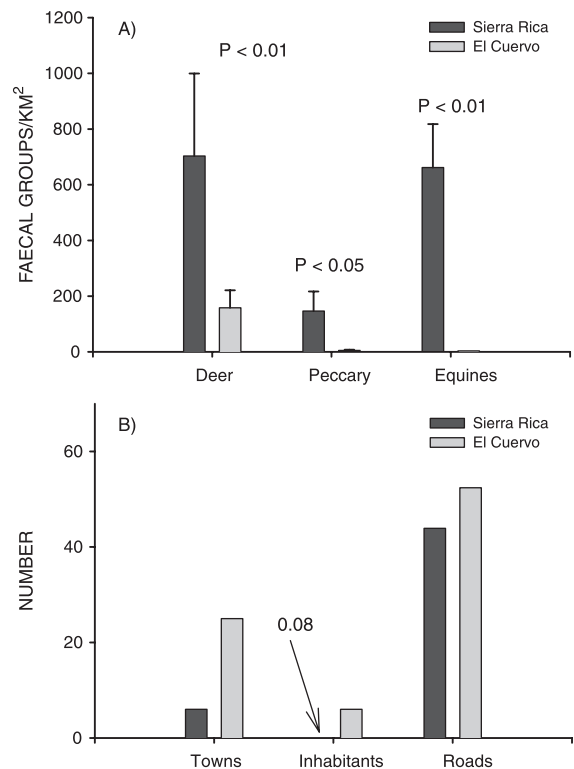 A)
Sierra Rica
El Cuervo
P < 0.01
P < 0.01
P < 0.05
FAECAL GROUPS/KM²
1200
1000
800
600
400
200
0
Deer Peccary Equines
B)
Sierra Rica
El Cuervo
NUMBER
60
40
20
0
0.08
Towns Inhabitants Roads